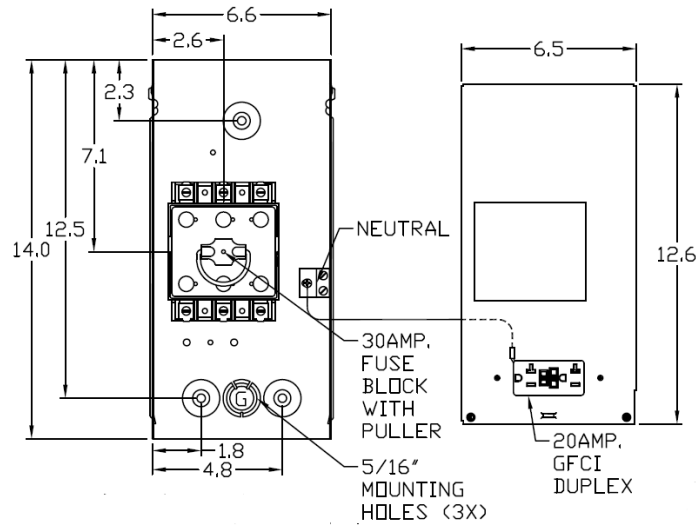 6.6
2.6
2.3
7.1
12.5
14.0
6.5
12.6
NEUTRAL
30AMP.
FUSE
BLOCK
WITH
PULLER
G
1.8
4.8
5/16"
MOUNTING
HOLES (3X)
20AMP.
GFCI
DUPLEX